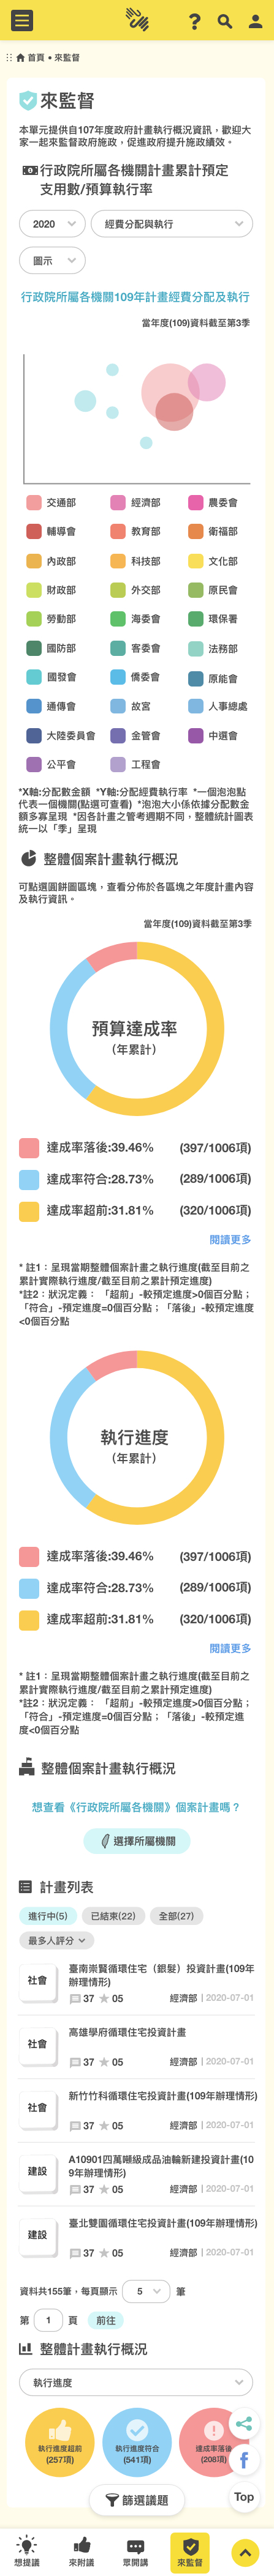 首頁 • 來監督
來監督
本單元提供自107年度政府計畫執行概況資訊，歡迎大
家一起來監督政府施政，促進政府提升施政績效。
行政院所屬各機關計畫累計預定
支用數/預算執行率
2020
經費分配與執行
圖示
行政院所屬各機關109年計畫經費分配及執行
當年度(109)資料截至第3季
交通部 經濟部 農委會
輔導會 教育部 衛福部
內政部 科技部 文化部
財政部 外交部 原民會
勞動部 海委會 環保署
國防部 客委會 法務部
國發會 僑委會 原能會
通傳會 故宮 人事總處
大陸委員會 金管會 中選會
公平會 工程會
*X軸:分配數金額 *Y軸:分配經費執行率 *一個泡泡點
代表一個機關(點選可查看) *泡泡大小係依據分配數金
額多寡呈現 *因各計畫之管考週期不同，整體統計圖表
統一以「季」呈現
整體個案計畫執行概況
可點選圓餅圖區塊，查看分佈於各區塊之年度計畫內容
及執行資訊。
當年度(109)資料截至第3季
預算達成率
(年累計)
達成率落後:39.46% (397/1006項)
達成率符合:28.73% (289/1006項)
達成率超前:31.81% (320/1006項)
閱讀更多
* 註1：呈現當期整體個案計畫之執行進度(截至目前之
累計實際執行進度/截至目前之累計預定進度)
*註2：狀況定義：「超前」-較預定進度>0個百分點；
「符合」-預定進度=0個百分點；「落後」-較預定進度
<0個百分點
執行進度
(年累計)
達成率落後:39.46% (397/1006項)
達成率符合:28.73% (289/1006項)
達成率超前:31.81% (320/1006項)
閱讀更多
* 註1：呈現當期整體個案計畫之執行進度(截至目前之
累計實際執行進度/截至目前之累計預定進度)
*註2：狀況定義：「超前」-較預定進度>0個百分點；
「符合」-預定進度=0個百分點；「落後」-較預定進
度<0個百分點
整體個案計畫執行概況
想查看《行政院所屬各機關》個案計畫嗎？
選擇所屬機關
計畫列表
進行中(5) 已結束(22) 全部(27)
最多人評分
社會
臺南崇賢循環住宅（銀髮）投資計畫(109年
辦理情形)
37 05 經濟部 | 2020-07-01
社會
高雄學府循環住宅投資計畫
37 05 經濟部 | 2020-07-01
社會
新竹竹科循環住宅投資計畫(109年辦理情形)
37 05 經濟部 | 2020-07-01
建設
A10901四萬噸級成品油輪新建投資計畫(10
9年辦理情形)
37 05 經濟部 | 2020-07-01
建設
臺北雙園循環住宅投資計畫(109年辦理情形)
37 05 經濟部 | 2020-07-01
資料共155筆，每頁顯示 5 筆
第 1 頁 前往
整體計畫執行概況
執行進度
執行進度超前
(257項)
執行進度符合
(541項)
達成率落後
(208項)
篩選議題
Top
想提議 來附議 眾開講 來監督